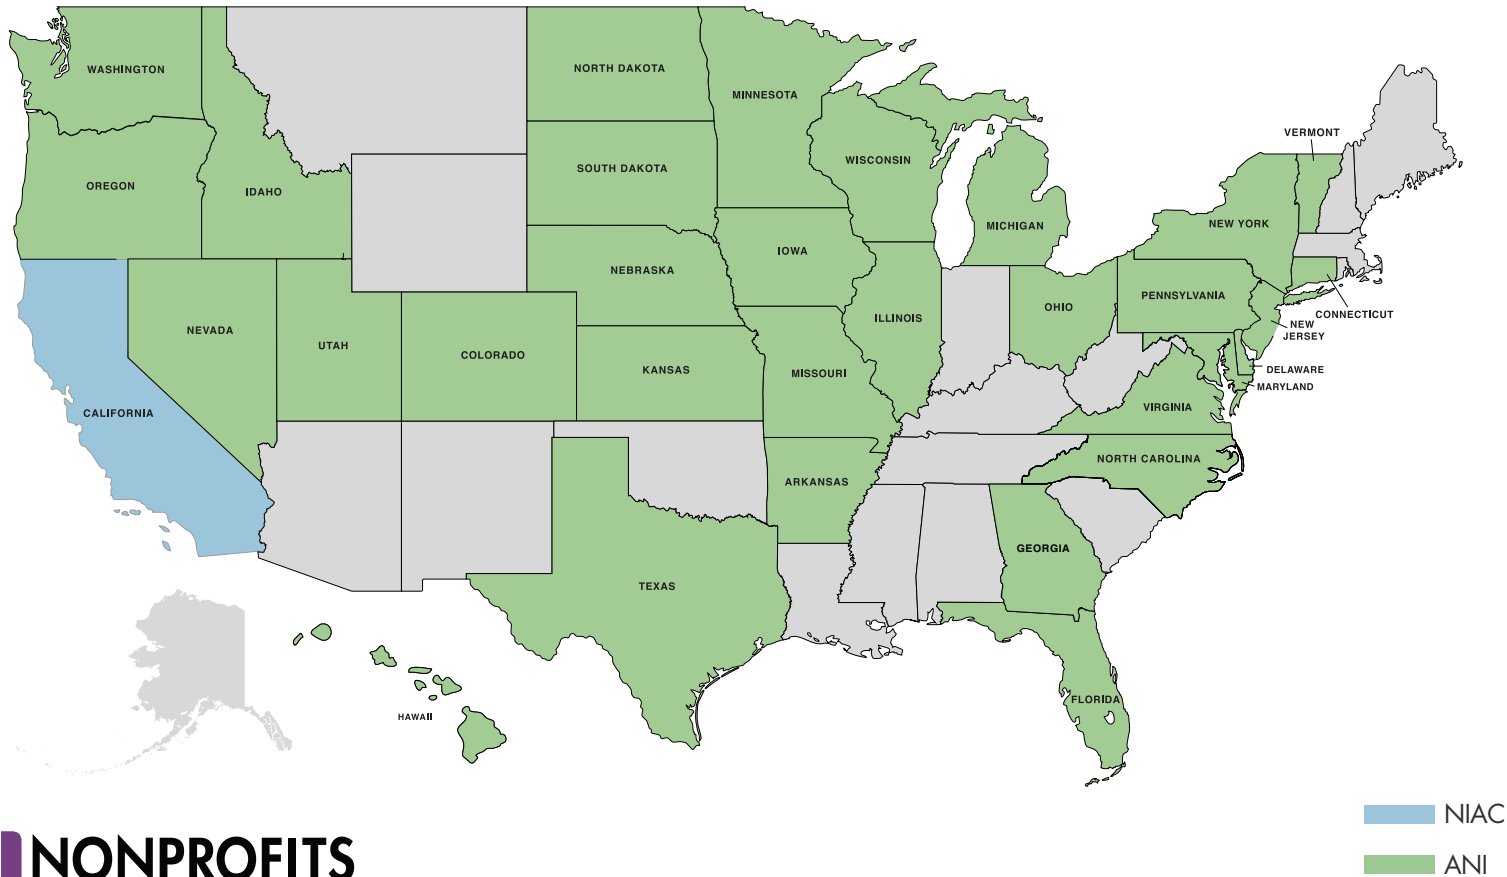 WASHINGTON
NORTH DAKOTA
MINNESOTA
VERMONT
WISCONSIN
SOUTH DAKOTA
OREGON
IDAHO
MICHIGAN
NEW YORK
IOWA
NEBRASKA
PENNSYLVANIA
OHIO
CONNECTICUT
ILLINOIS
NEW
JERSEY
NEVADA
UTAH
COLORADO
KANSAS
MISSOURI
DELAWARE
MARYLAND
CALIFORNIA
VIRGINIA
NORTH CAROLINA
ARKANSAS
GEORGIA
TEXAS
FLORIDA
HAWAII
NIAC
NONPROFITS
ANI